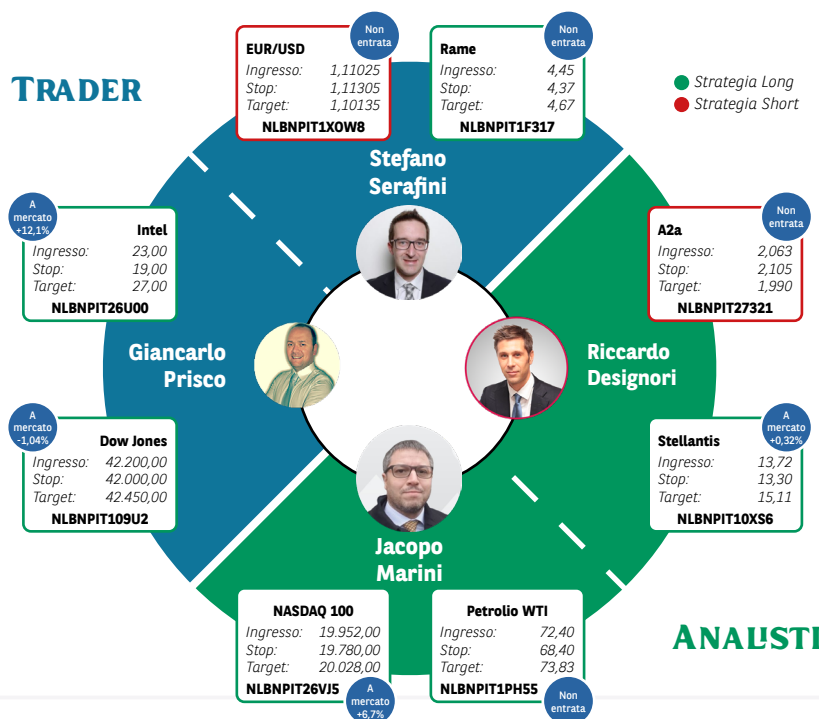 TRADER
Non
entrata
EUR/USD
Ingresso: 1,11025
Stop: 1,11305
Target: 1,10135
NLBNPIT1XOW8
Non
entrata
Rame
Ingresso: 4,45
Stop: 4,37
Target: 4,67
NLBNPIT1F317
Strategia Long
Strategia Short
Stefano
Serafini
A
mercato
+12,1%
Intel
Ingresso: 23,00
Stop: 19,00
Target: 27,00
NLBNPIT26U00
Non
entrata
A2a
Ingresso: 2,063
Stop: 2,105
Target: 1,990
NLBNPIT27321
Giancarlo
Prisco
Riccardo
Designori
A
mercato
-1,04%
Dow Jones
Ingresso: 42.200,00
Stop: 42.000,00
Target: 42.450,00
NLBNPIT109U2
A
mercato
+0,32%
Stellantis
Ingresso: 13,72
Stop: 13,30
Target: 15,11
NLBNPIT10XS6
Jacopo
Marini
NASDAQ 100
Ingresso: 19.952,00
Stop: 19.780,00
Target: 20.028,00
NLBNPIT26VJ5
A
mercato
+6,7%
Petrolio WTI
Ingresso: 72,40
Stop: 68,40
Target: 73,83
NLBNPIT1PH55
Non
entrata
ANALISTI